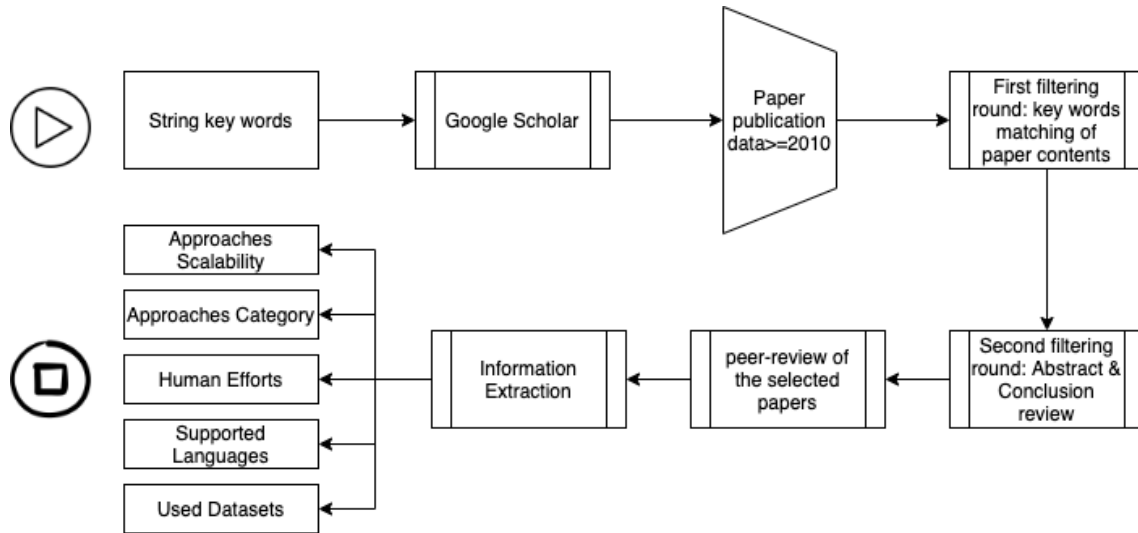 String key words
Google Scholar
Paper
publication
data>=2010
First filtering
round: key words
matching of
paper contents
Second filtering
round: Abstract &
Conclusion
review
peer-review of
the selected
papers
Information
Extraction
Approaches
Scalability
Approaches Category
Human Efforts
Supported
Languages
Used Datasets